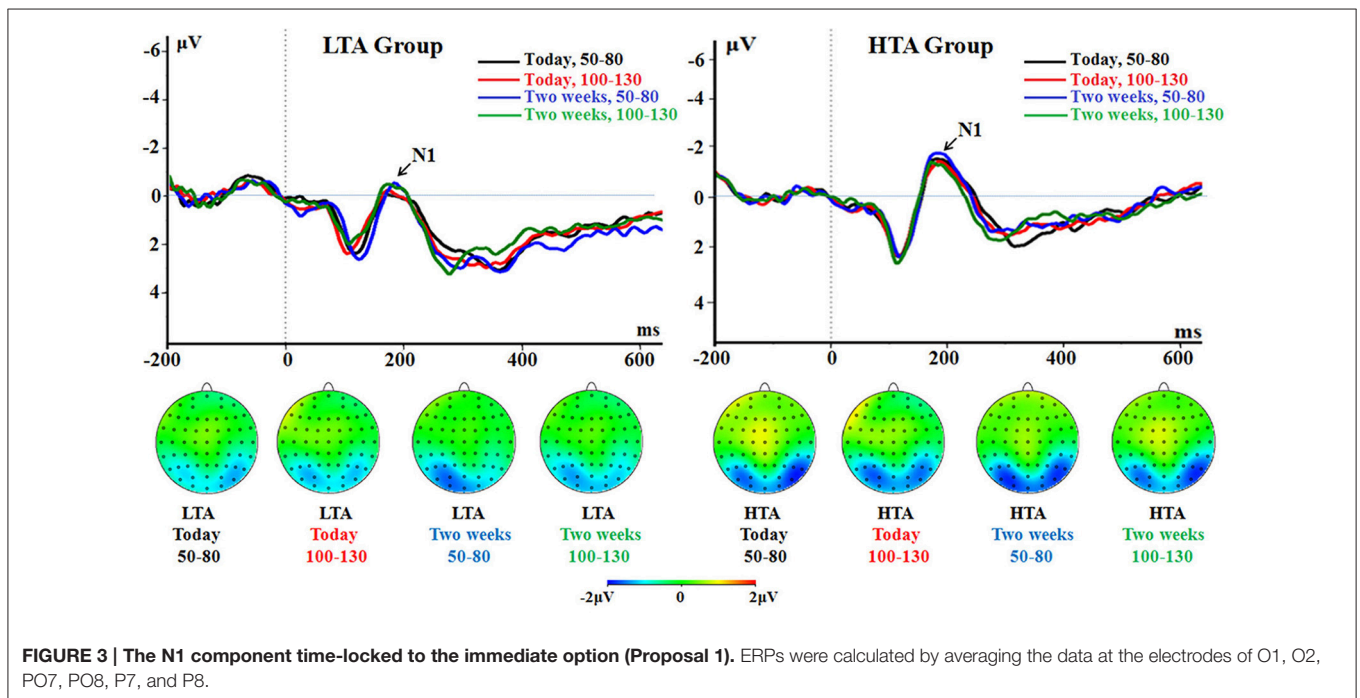 µV
LTA Group
Today, 50-80
Today, 100-130
Two weeks, 50-80
Two weeks, 100-130
-6
-4
-2
0
2
4
N1
ms
-200 0 200 400 600
µV
HTA Group
Today, 50-80
Today, 100-130
Two weeks, 50-80
Two weeks, 100-130
-6
-4
-2
0
2
4
N1
ms
-200 0 200 400 600
LTA
Today
50-80
LTA
Today
100-130
LTA
Two weeks
50-80
LTA
Two weeks
100-130
HTA
Today
50-80
HTA
Today
100-130
HTA
Two weeks
50-80
HTA
Two weeks
100-130
-2µV 0 2µV
FIGURE 3 | The N1 component time-locked to the immediate option (Proposal 1). ERPs were calculated by averaging the data at the electrodes of O1, O2,
PO7, PO8, P7, and P8.